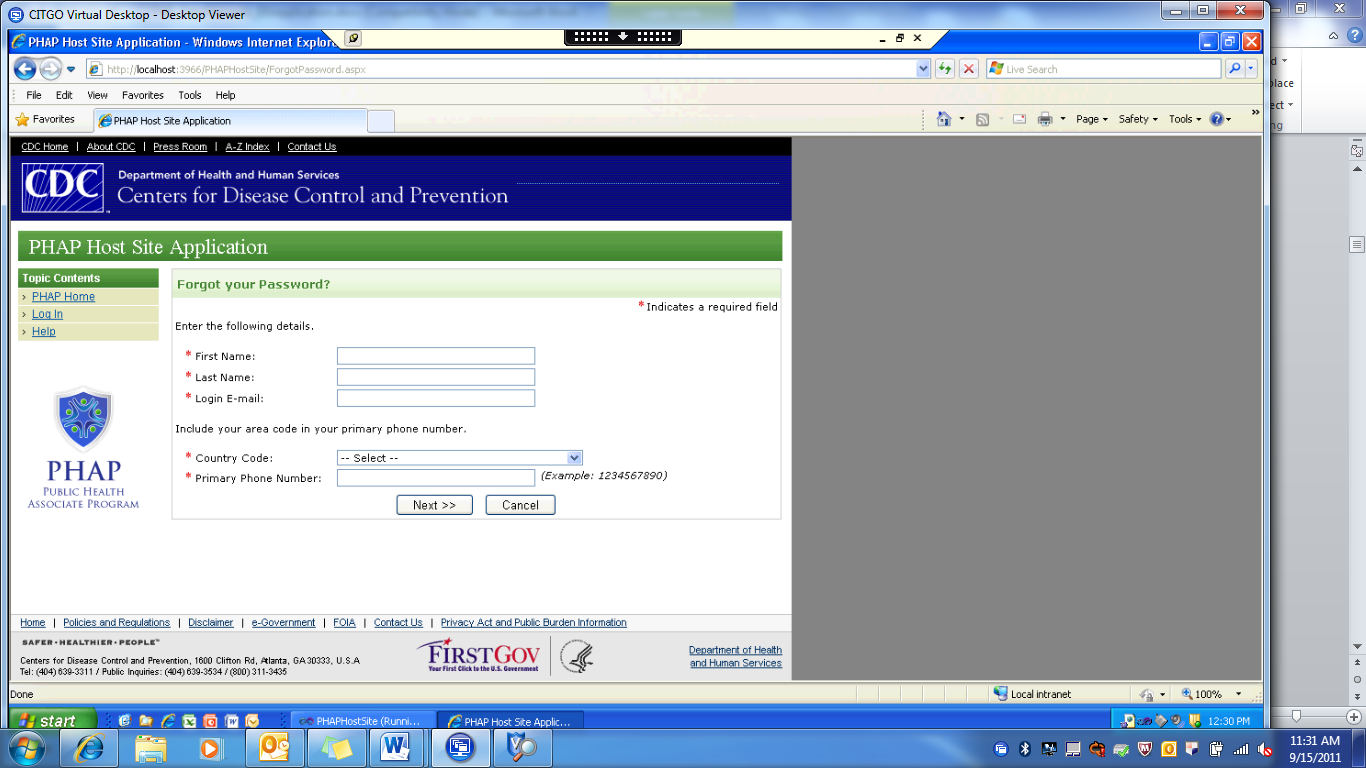 CITGO Virtual Desktop - Desktop Viewer
PHAP Host Site Application - Windows Internet Explor
http://localhost:3966/PHAPHostSite/ForgotPassword.aspx
Live Search
File Edit View Favorites Tools Help
Favorites PHAP Host Site Application
Page Safety Tools
CDC Home | About CDC | Press Room | A-Z Index | Contact Us
CDC
Department of Health and Human Services
Centers for Disease Control and Prevention
PHAP Host Site Application
Topic Contents
› PHAP Home
› Log In
› Help
PHAP
PUBLIC HEALTH
ASSOCIATE PROGRAM
Forgot your Password?
* Indicates a required field
Enter the following details.
* First Name:
* Last Name:
* Login E-mail:
Include your area code in your primary phone number.
* Country Code: -- Select --
* Primary Phone Number: (Example: 1234567890)
Next >> Cancel
Home | Policies and Regulations | Disclaimer | e-Government | FOIA | Contact Us | Privacy Act and Public Burden Information
SAFER·HEALTHIER·PEOPLE™
Centers for Disease Control and Prevention, 1600 Clifton Rd, Atlanta, GA 30333, U.S.A
Tel: (404) 639-3311 / Public Inquiries: (404) 639-3534 / (800) 311-3435
FIRSTGOV
Your First Click to the U.S. Government
Department of Health
and Human Services
Done Local intranet 100%
start PHAPHostSite (Runni... PHAP Host Site Applic... 12:30 PM
11:31 AM
9/15/2011